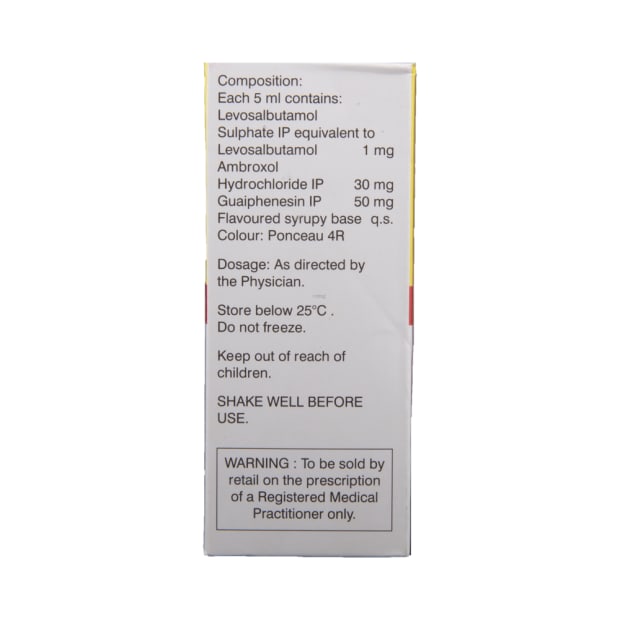 Composition:
Each 5 ml contains:
Levosalbutamol
Sulphate IP equivalent to
Levosalbutamol 1 mg
Ambroxol
Hydrochloride IP 30 mg
Guaiphenesin IP 50 mg
Flavoured syrupy base q.s.
Colour: Ponceau 4R
Dosage: As directed by
the Physician.
Store below 25°C .
Do not freeze.
Keep out of reach of
children.
SHAKE WELL BEFORE
USE.
WARNING : To be sold by
retail on the prescription
of a Registered Medical
Practitioner only.